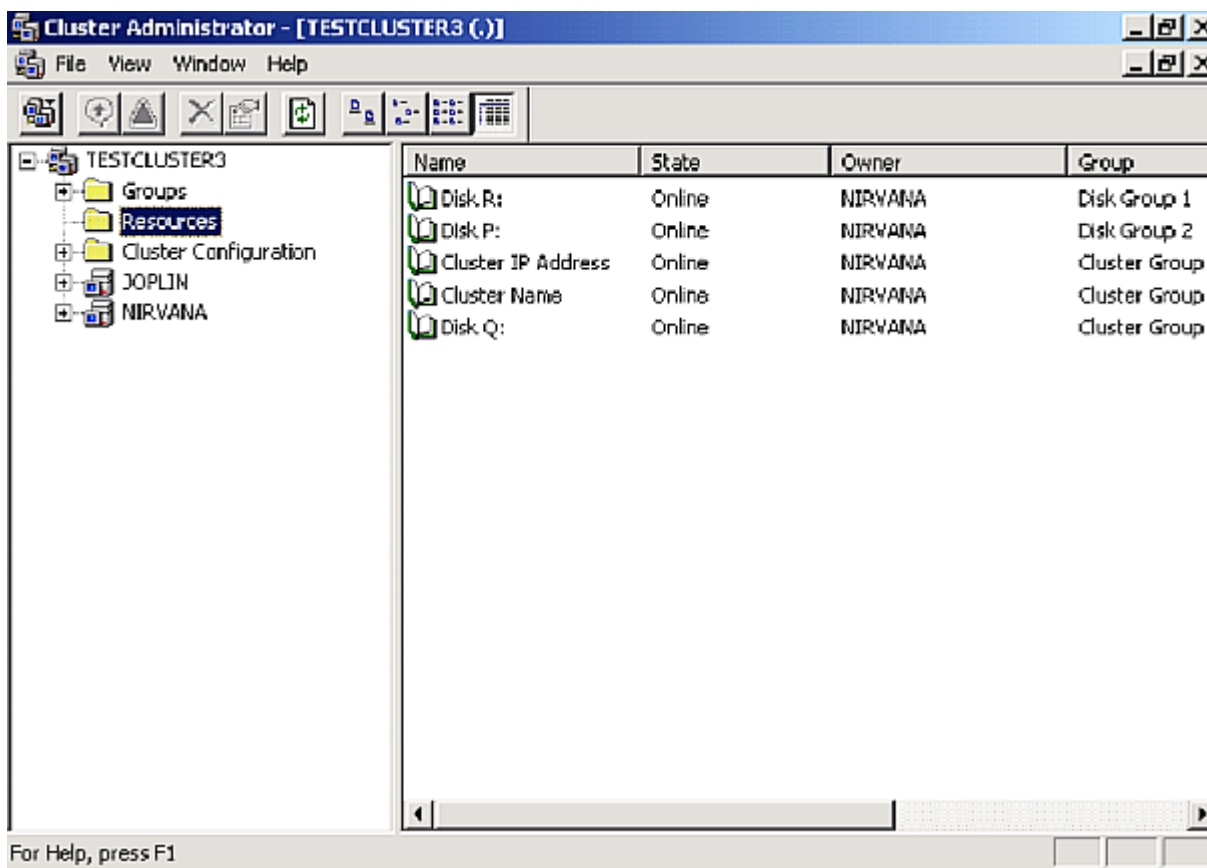 Cluster Administrator - [TESTCLUSTER3 (.)]
File View Window Help
TESTCLUSTER3
Groups
Resources
Cluster Configuration
JOPLIN
NIRVANA
Name State Owner Group
Disk R: Online NIRVANA Disk Group 1
Disk P: Online NIRVANA Disk Group 2
Cluster IP Address Online NIRVANA Cluster Group
Cluster Name Online NIRVANA Cluster Group
Disk Q: Online NIRVANA Cluster Group
For Help, press F1